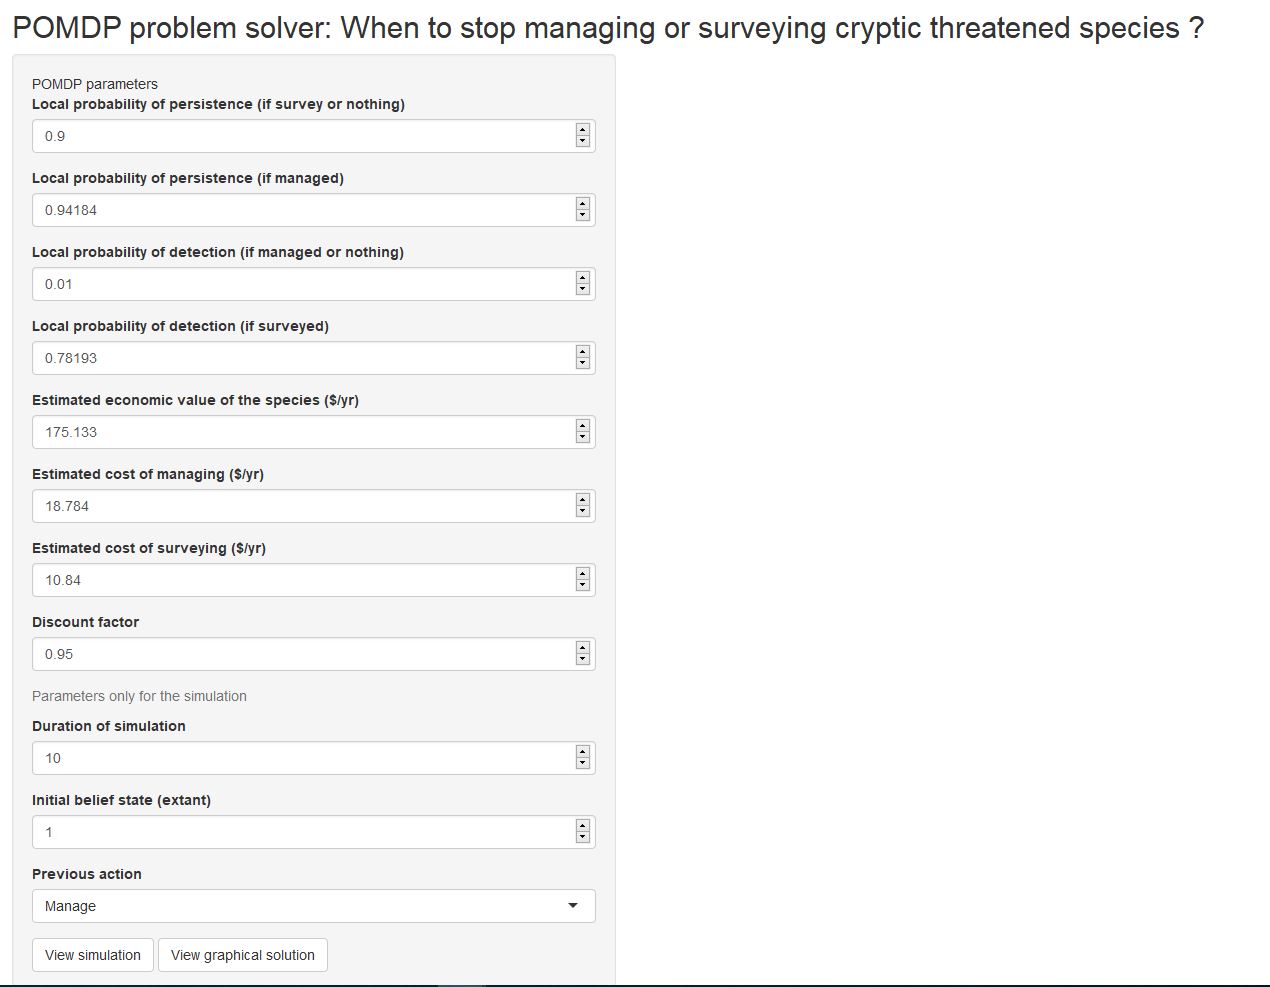 POMDP problem solver: When to stop managing or surveying cryptic threatened species ?
POMDP parameters
Local probability of persistence (if survey or nothing)
0.9
Local probability of persistence (if managed)
0.94184
Local probability of detection (if managed or nothing)
0.01
Local probability of detection (if surveyed)
0.78193
Estimated economic value of the species ($/yr)
175.133
Estimated cost of managing ($/yr)
18.784
Estimated cost of surveying ($/yr)
10.84
Discount factor
0.95
Parameters only for the simulation
Duration of simulation
10
Initial belief state (extant)
1
Previous action
Manage
View simulation View graphical solution